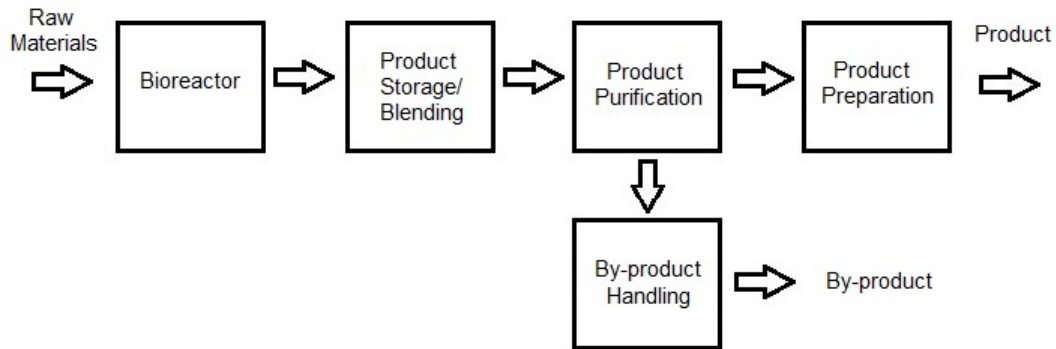 Raw
Materials
Bioreactor
Product
Storage/
Blending
Product
Purification
Product
Preparation
Product
By-product
Handling
By-product